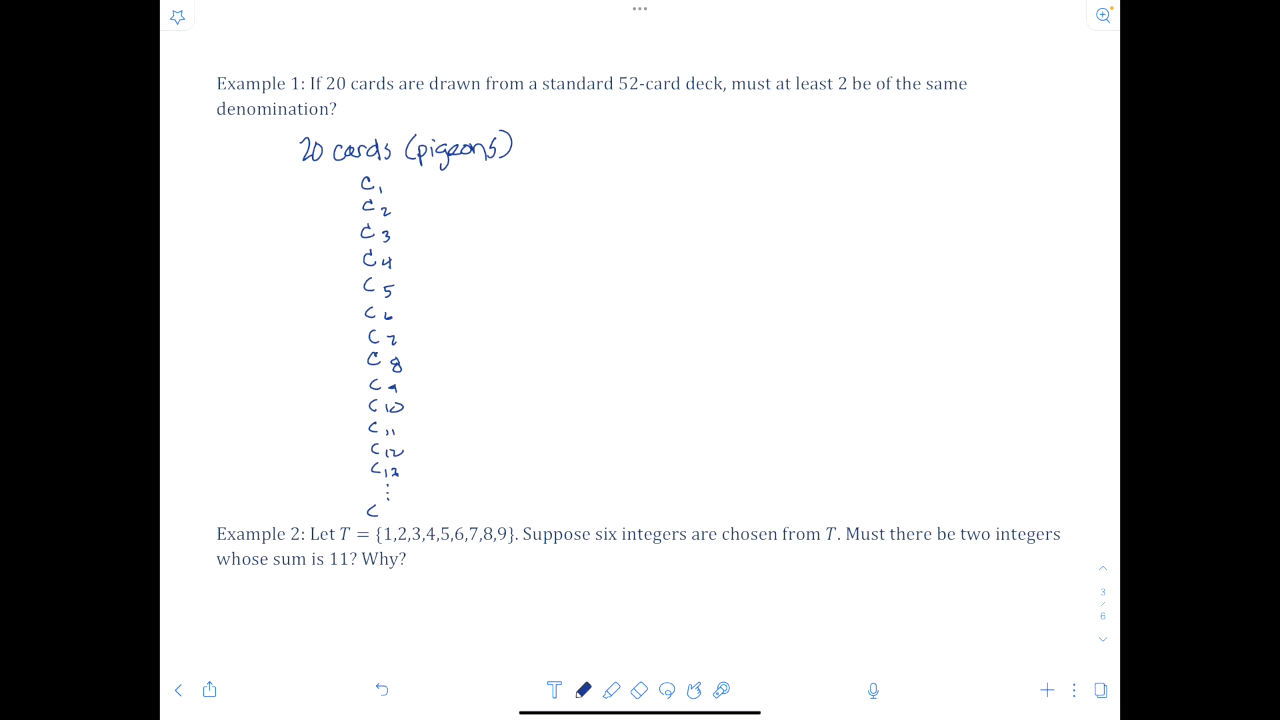 Example 1: If 20 cards are drawn from a standard 52-card deck, must at least 2 be of the same
denomination?
20 cards (pigeons)
C1
C2
C3
C4
C5
C6
C7
C8
C9
C10
C11
C12
C13
⋮
C
Example 2: Let T = {1,2,3,4,5,6,7,8,9}. Suppose six integers are chosen from T. Must there be two integers
whose sum is 11? Why?
3
/
6
T